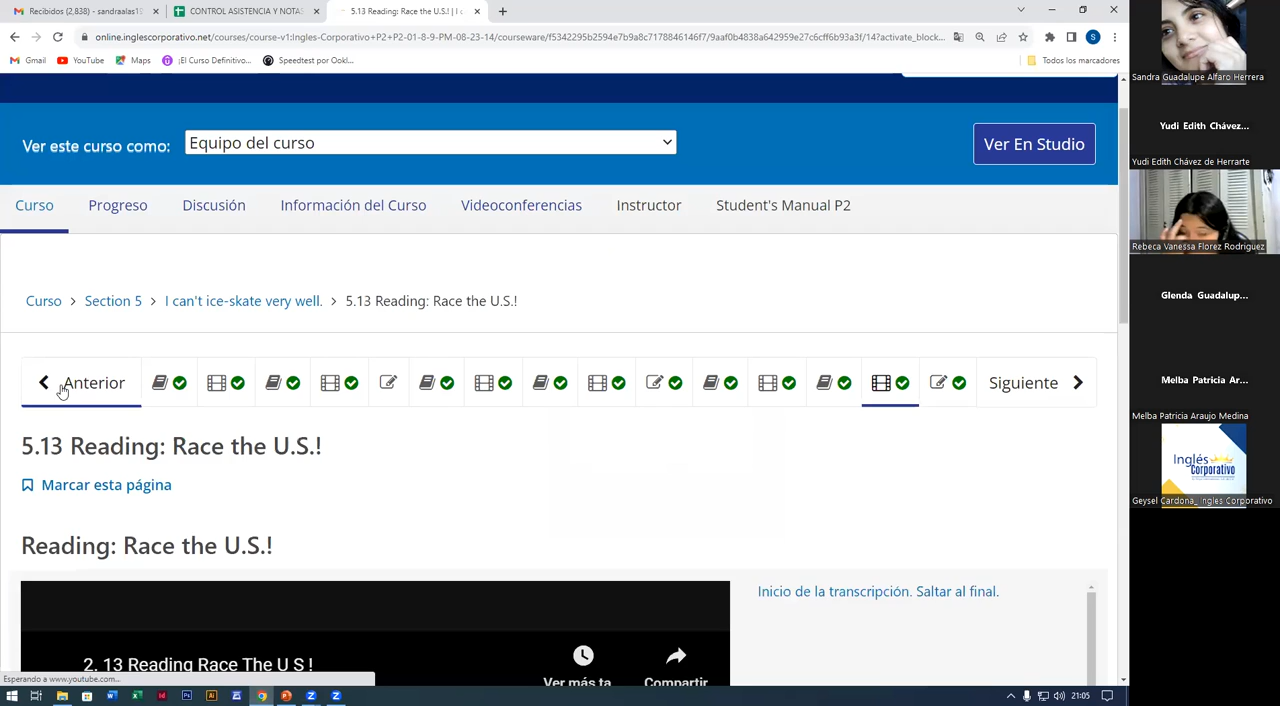 Recibidos (2,838) - sandraalas1
CONTROL ASISTENCIA Y NOTAS
5.13 Reading: Race the U.S.! | I c
online.inglescorporativo.net/courses/course-v1:Ingles-Corporativo+P2+P2-01-8-9-PM-08-23-14/courseware/f5342295b2594e7b9a8c7178846146f7/9aaf0b4838a642959e27c6cff6b93a3f/14?activate_block...
Gmail
YouTube
Maps
¡El Curso Definitivo...
Speedtest por Ookl...
Todos los marcadores
Ver este curso como:
Equipo del curso
Ver En Studio
Curso
Progreso
Discusión
Información del Curso
Videoconferencias
Instructor
Student's Manual P2
Curso > Section 5 > I can't ice-skate very well. > 5.13 Reading: Race the U.S.!
Anterior
Siguiente
5.13 Reading: Race the U.S.!
Marcar esta página
Reading: Race the U.S.!
Inicio de la transcripción. Saltar al final.
2. 13 Reading Race The U S !
Ver más ta
Compartir
Esperando a www.youtube.com...
21:05
Sandra Guadalupe Alfaro Herrera
Yudi Edith Chávez...
Yudi Edith Chávez de Herrarte
Rebeca Vanessa Florez Rodriguez
Glenda Guadalup...
Melba Patricia Ar...
Melba Patricia Araujo Medina
Inglés
Corporativo
Geysel Cardona_ Ingles Corporativo